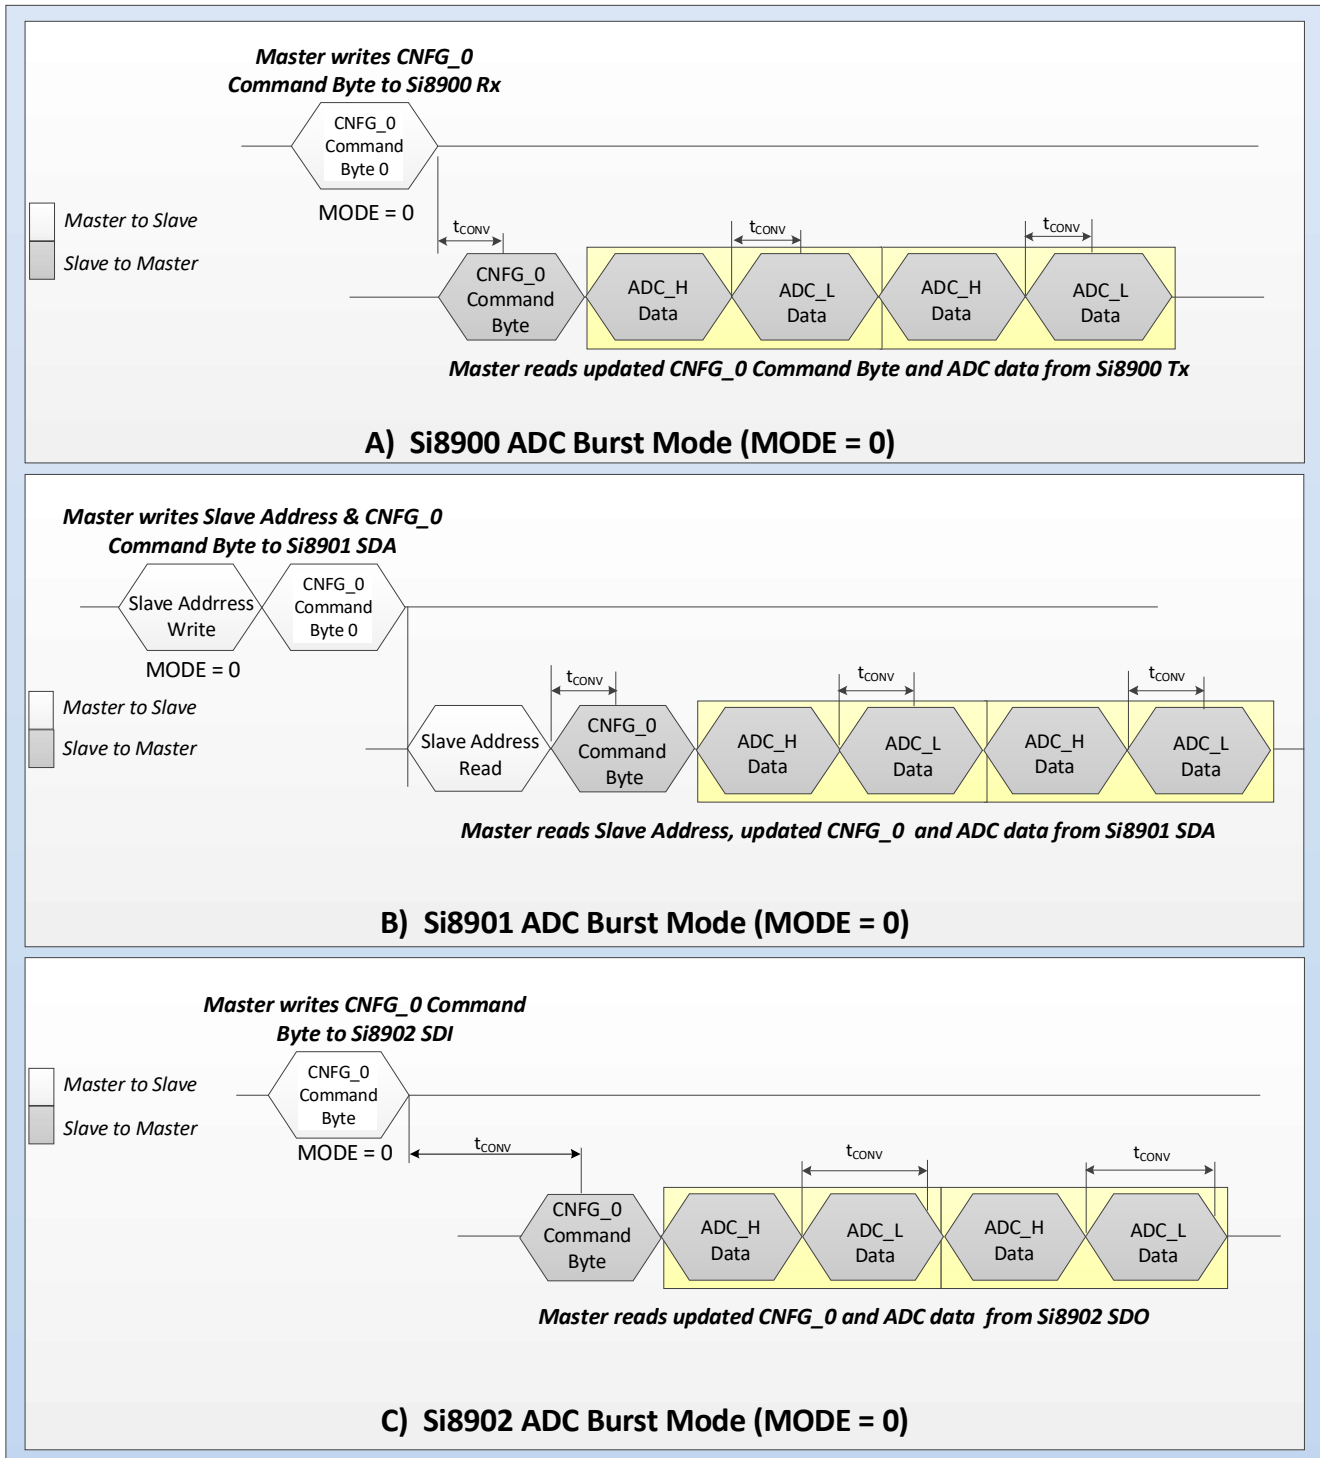 Master writes CNFG_0
Command Byte to Si8900 Rx
CNFG_0
Command
Byte 0
MODE = 0
Master to Slave
Slave to Master
tCONV
tCONV
tCONV
CNFG_0
Command
Byte
ADC_H
Data
ADC_L
Data
ADC_H
Data
ADC_L
Data
Master reads updated CNFG_0 Command Byte and ADC data from Si8900 Tx
A) Si8900 ADC Burst Mode (MODE = 0)
Master writes Slave Address & CNFG_0
Command Byte to Si8901 SDA
Slave Addrress
Write
CNFG_0
Command
Byte 0
MODE = 0
Master to Slave
Slave to Master
tCONV
tCONV
tCONV
Slave Address
Read
CNFG_0
Command
Byte
ADC_H
Data
ADC_L
Data
ADC_H
Data
ADC_L
Data
Master reads Slave Address, updated CNFG_0 and ADC data from Si8901 SDA
B) Si8901 ADC Burst Mode (MODE = 0)
Master writes CNFG_0 Command
Byte to Si8902 SDI
CNFG_0
Command
Byte
Master to Slave
Slave to Master
MODE = 0
tCONV
tCONV
tCONV
CNFG_0
Command
Byte
ADC_H
Data
ADC_L
Data
ADC_H
Data
ADC_L
Data
Master reads updated CNFG_0 and ADC data from Si8902 SDO
C) Si8902 ADC Burst Mode (MODE = 0)